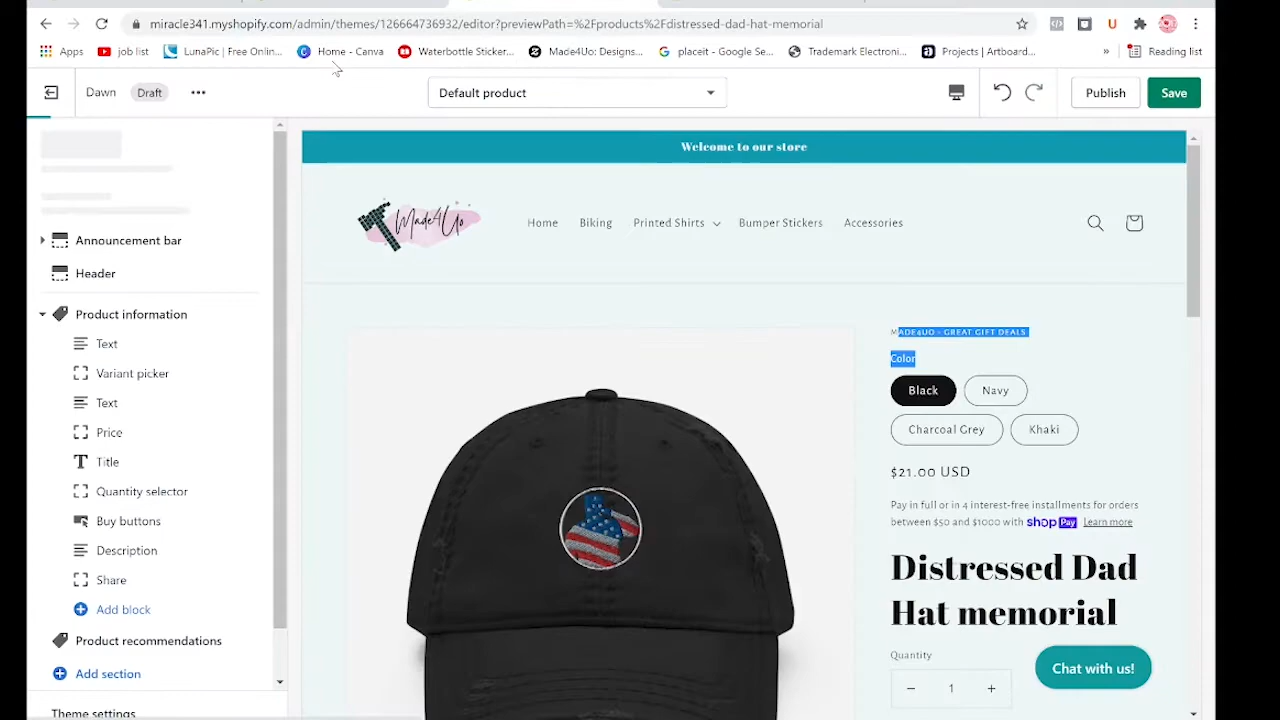 miracle341.myshopify.com/admin/themes/126664736932/editor?previewPath=%2Fproducts%2Fdistressed-dad-hat-memorial
Apps
job list
LunaPic | Free Onlin...
Home - Canva
Waterbottle Sticker...
Made4Uo: Designs...
placeit - Google Se...
Trademark Electroni...
Projects | Artboard...
»
Reading list
Dawn
Draft
Default product
Publish
Save
Announcement bar
Header
Product information
Text
Variant picker
Text
Price
Title
Quantity selector
Buy buttons
Description
Share
Add block
Product recommendations
Add section
Theme settings
Welcome to our store
Made4Uo
Home
Biking
Printed Shirts
Bumper Stickers
Accessories
MADE4UO - GREAT GIFT DEALS
Color
Black
Navy
Charcoal Grey
Khaki
$21.00 USD
Pay in full or in 4 interest-free installments for orders
between $50 and $1000 with shop Pay Learn more
Distressed Dad
Hat memorial
Quantity
− 1 +
Chat with us!